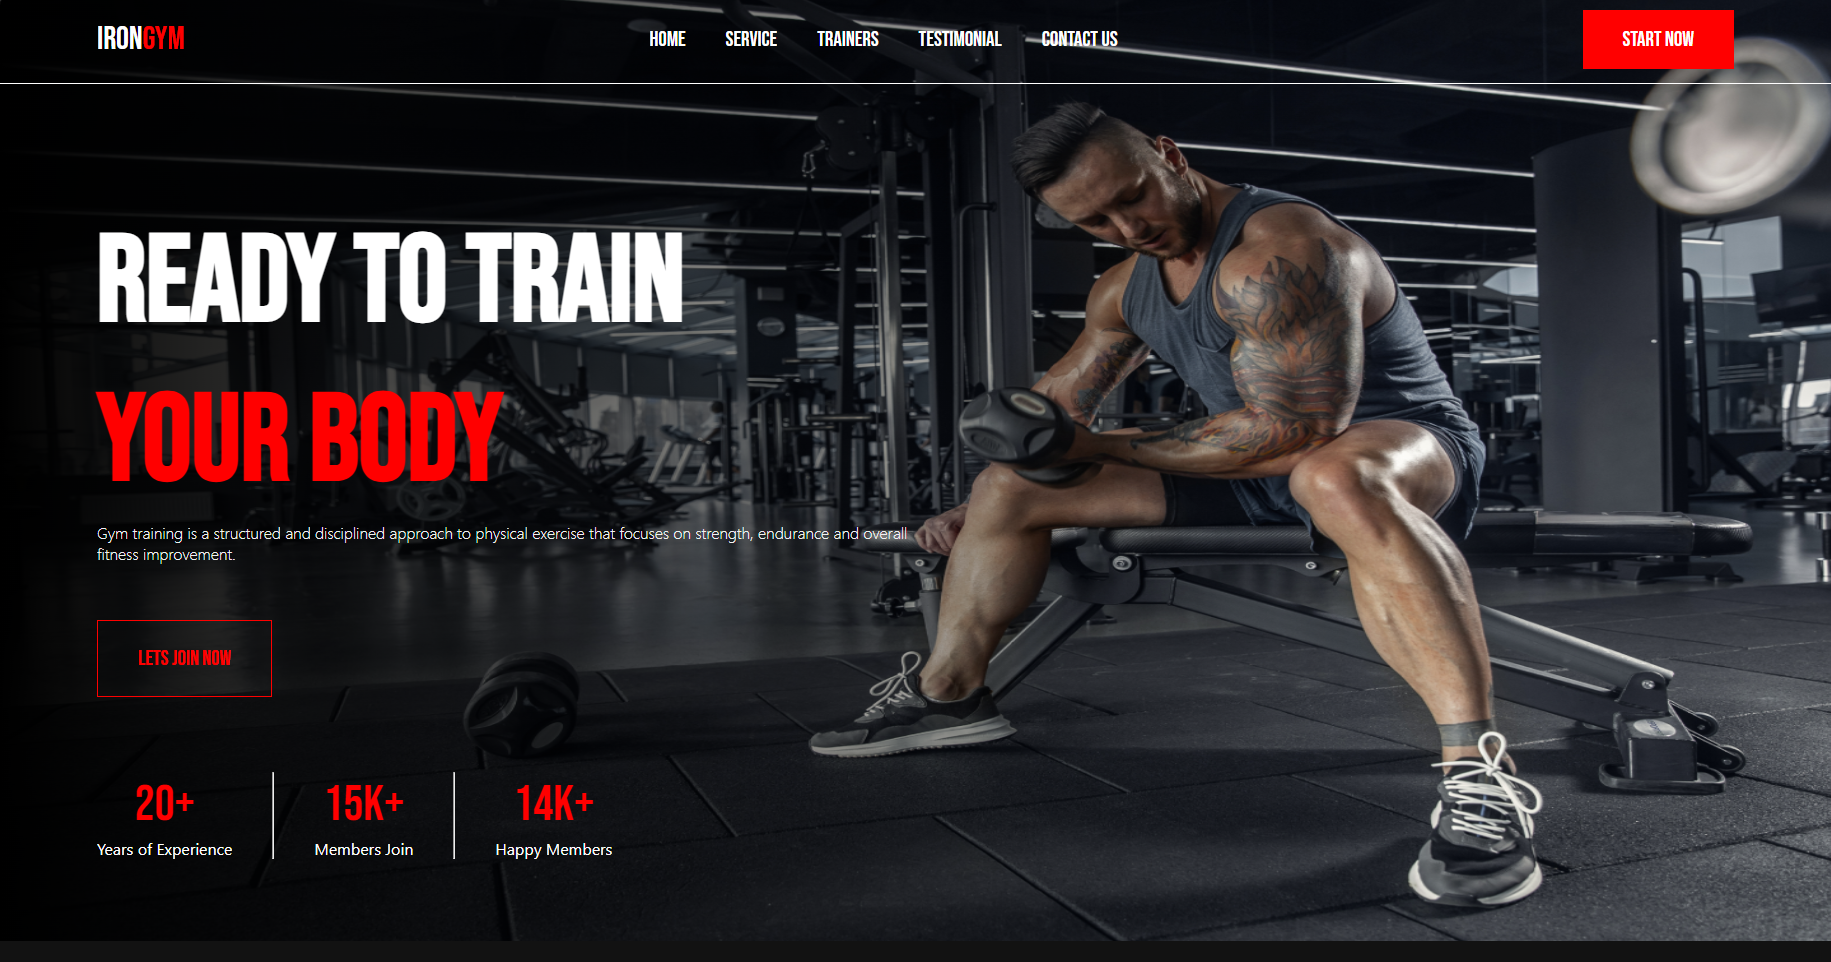 IRONGYM
HOME
SERVICE
TRAINERS
TESTIMONIAL
CONTACT US
START NOW
READY TO TRAIN
YOUR BODY
Gym training is a structured and disciplined approach to physical exercise that focuses on strength, endurance and overall
fitness improvement.
LETS JOIN NOW
20+
Years of Experience
15K+
Members Join
14K+
Happy Members